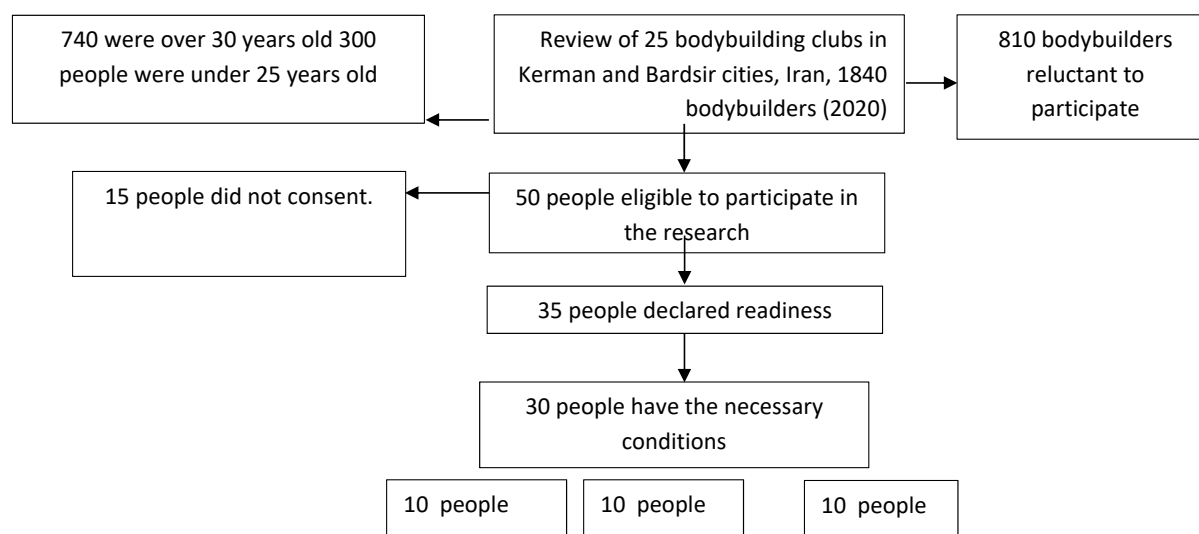 740 were over 30 years old 300
people were under 25 years old
Review of 25 bodybuilding clubs in
Kerman and Bardsir cities, Iran, 1840
bodybuilders (2020)
810 bodybuilders
reluctant to
participate
15 people did not consent.
50 people eligible to participate in
the research
35 people declared readiness
30 people have the necessary
conditions
10 people
10 people
10 people